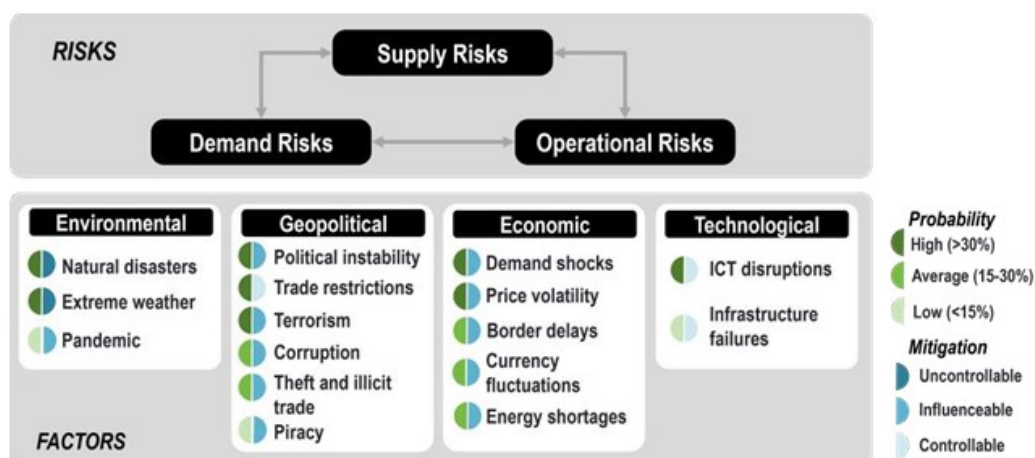 RISKS
Supply Risks
Demand Risks
Operational Risks
Environmental
Natural disasters
Extreme weather
Pandemic
Geopolitical
Political instability
Trade restrictions
Terrorism
Corruption
Theft and illicit
trade
Piracy
Economic
Demand shocks
Price volatility
Border delays
Currency
fluctuations
Energy shortages
Technological
ICT disruptions
Infrastructure
failures
FACTORS
Probability
High (>30%)
Average (15-30%)
Low (<15%)
Mitigation
Uncontrollable
Influenceable
Controllable